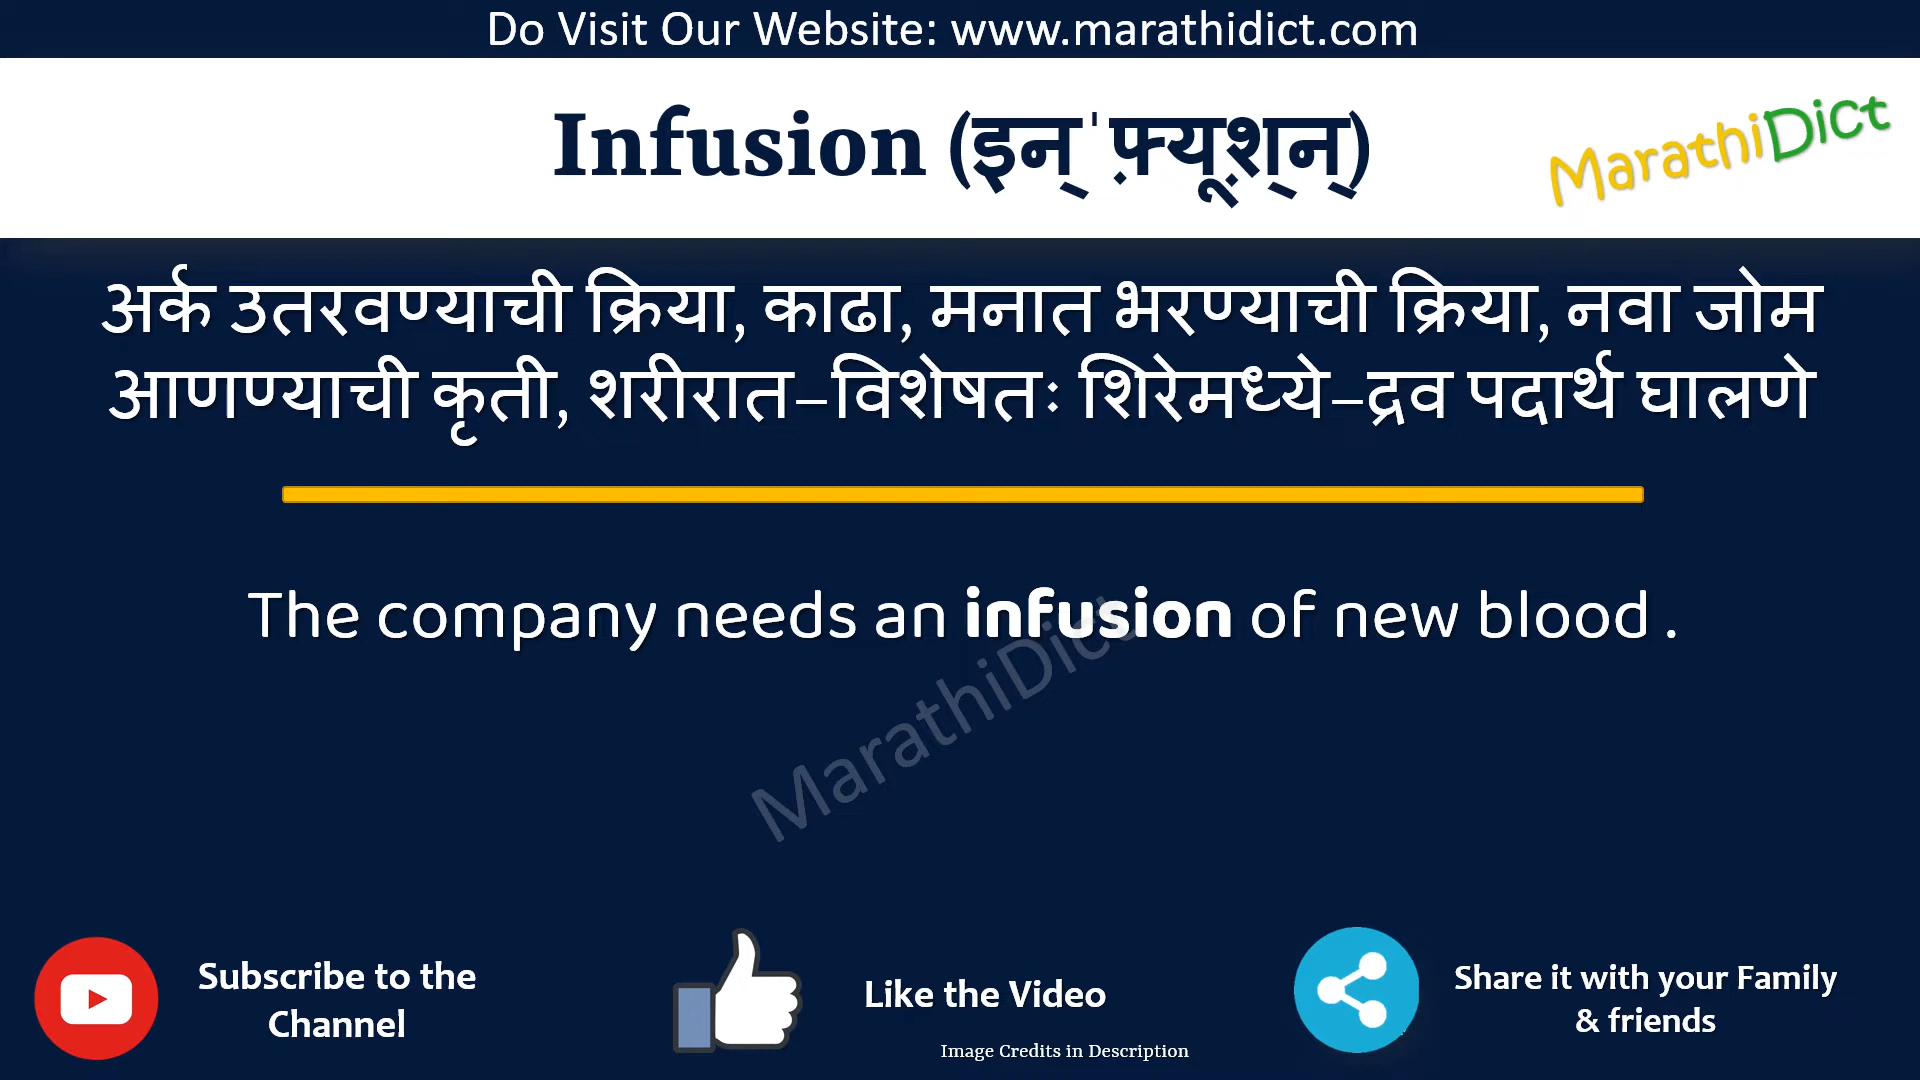 Do Visit Our Website: www.marathidict.com
Infusion (इन्ˈफ़्यूश़्न्)
MarathiDict
अर्क उतरवण्याची क्रिया, काढा, मनात भरण्याची क्रिया, नवा जोम
आणण्याची कृती, शरीरात–विशेषतः शिरेमध्ये–द्रव पदार्थ घालणे
The company needs an infusion of new blood .
MarathiDict
Subscribe to the
Channel
Like the Video
Share it with your Family
& friends
Image Credits in Description